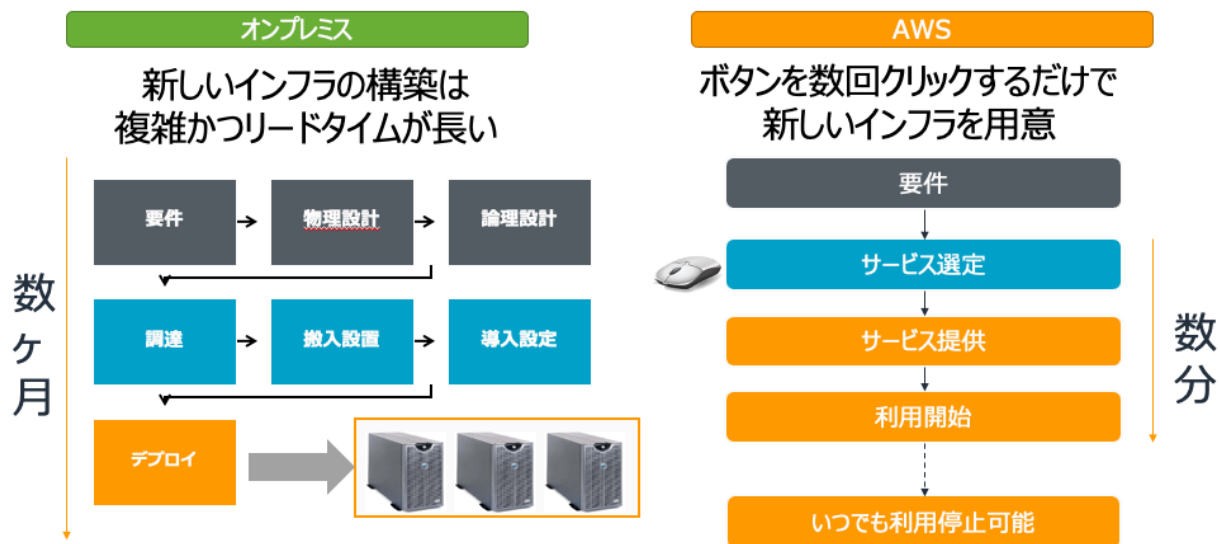 オンプレミス
新しいインフラの構築は
複雑かつリードタイムが長い
数ヶ月
要件
物理設計
論理設計
調達
搬入設置
導入設定
デプロイ
AWS
ボタンを数回クリックするだけで
新しいインフラを用意
要件
サービス選定
サービス提供
利用開始
いつでも利用停止可能
数分